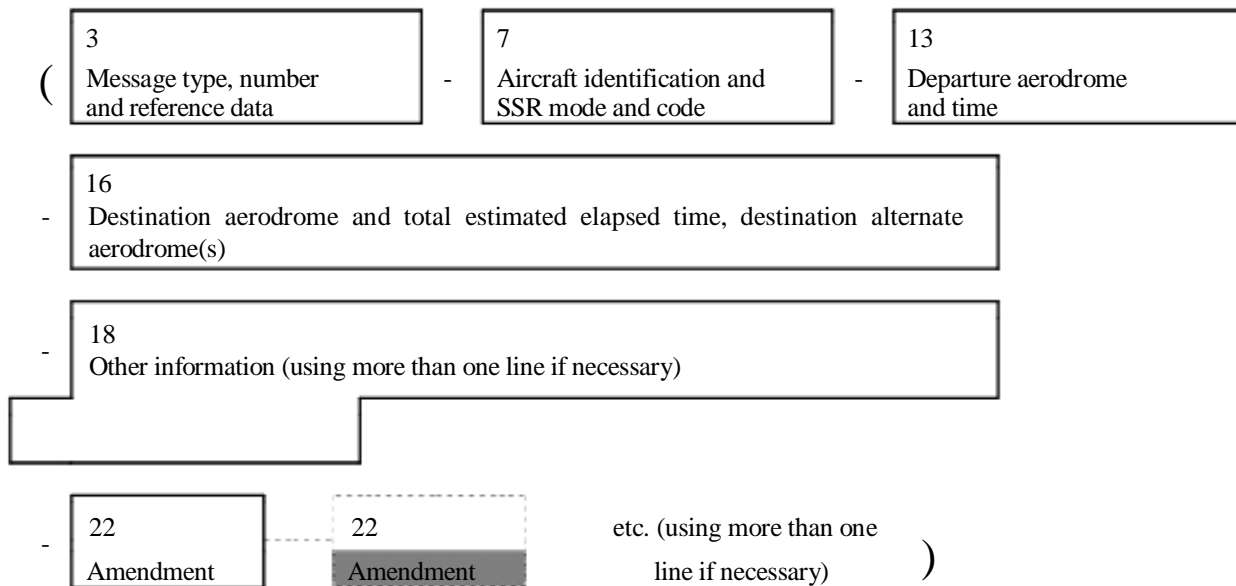 3
Message type, number
and reference data
(
-
7
Aircraft identification and
SSR mode and code
-
13
Departure aerodrome
and time
-
16
Destination aerodrome and total estimated elapsed time, destination alternate
aerodrome(s)
-
18
Other information (using more than one line if necessary)
-
22
Amendment
22
Amendment
etc. (using more than one
line if necessary)
)